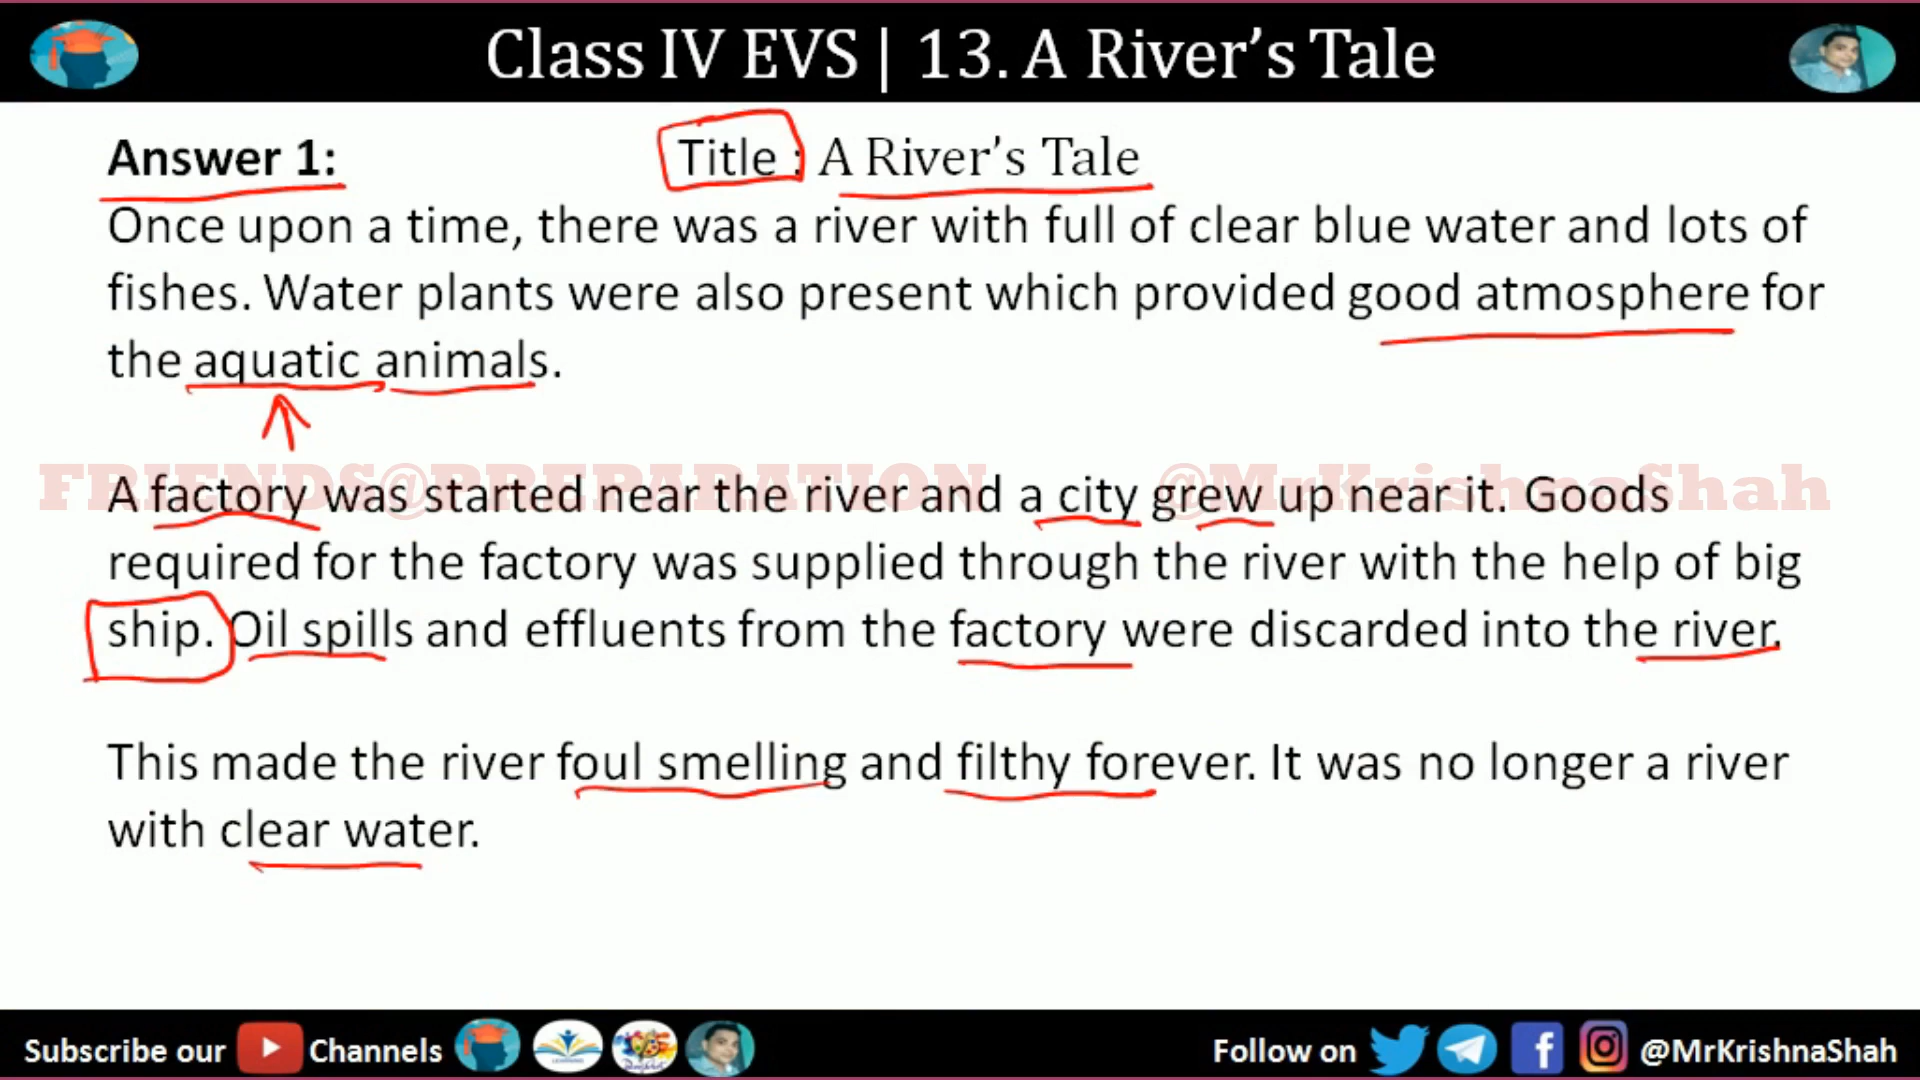 Class IV EVS | 13. A River’s Tale
Answer 1: Title : A River’s Tale
Once upon a time, there was a river with full of clear blue water and lots of
fishes. Water plants were also present which provided good atmosphere for
the aquatic animals.
FRIENDS@PREPARATION @MrKrishnaShah
A factory was started near the river and a city grew up near it. Goods
required for the factory was supplied through the river with the help of big
ship. Oil spills and effluents from the factory were discarded into the river.
This made the river foul smelling and filthy forever. It was no longer a river
with clear water.
Subscribe our Channels Follow on @MrKrishnaShah